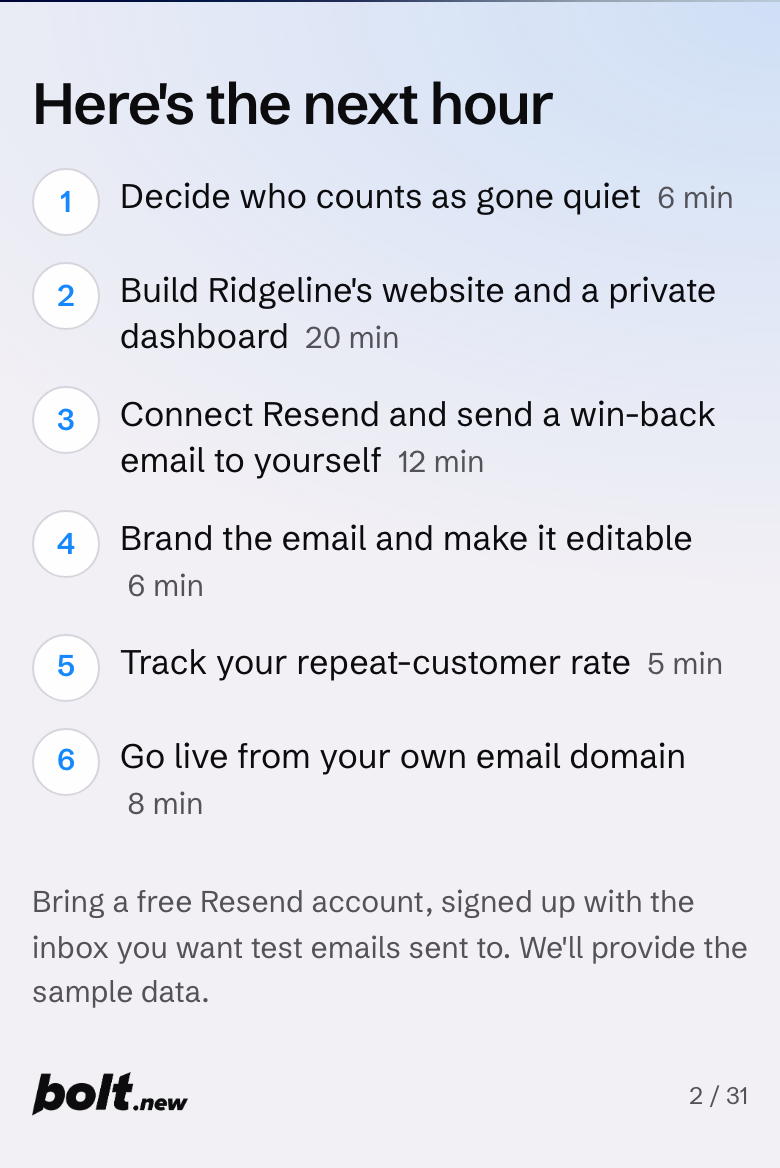 Here's the next hour
1 Decide who counts as gone quiet 6 min
2 Build Ridgeline's website and a private
dashboard 20 min
3 Connect Resend and send a win-back
email to yourself 12 min
4 Brand the email and make it editable
6 min
5 Track your repeat-customer rate 5 min
6 Go live from your own email domain
8 min
Bring a free Resend account, signed up with the
inbox you want test emails sent to. We'll provide the
sample data.
bolt.new 2 / 31